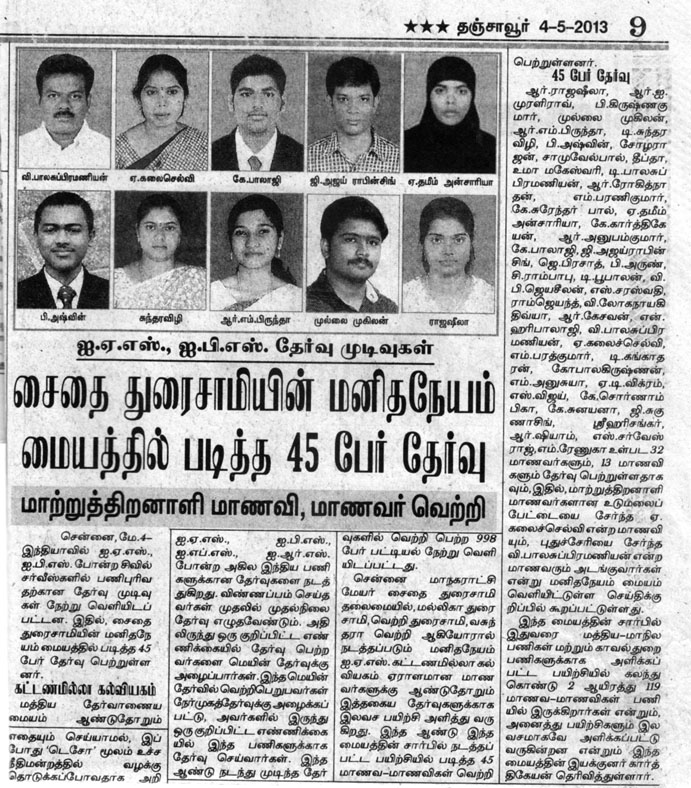 ★★★ தஞ்சாவூர் 4-5-2013 9
வி.பாலசுப்பிரமணியன்
ஏ.கலைசெல்வி
கே.பாலாஜி
ஜி.அஜய் ராபின்சிங்
ஏ.தமீம் அன்சாரியா
பி.அஷ்வின்
சுந்தரவிழி
ஆர்.எம்.பிருந்தா
முல்லை முகிலன்
ராஜஷீலா
ஐ.ஏ.எஸ்., ஐ.பி.எஸ். தேர்வு முடிவுகள்
சைதை துரைசாமியின் மனிதநேயம்
மையத்தில் படித்த 45 பேர் தேர்வு
மாற்றுத்திறனாளி மாணவி, மாணவர் வெற்றி
சென்னை,மே.4–
இந்தியாவில் ஐ.ஏ.எஸ்.,
ஐ.பி.எஸ். போன்ற சிவில்
சர்வீஸ்களில் பணிபுரிவ
தற்கான தேர்வு முடிவு
கள் நேற்று வெளியிடப்
பட்டன. இதில், சைதை
துரைசாமியின் மனிதநே
யம் மையத்தில் படித்த 45
பேர் தேர்வு பெற்றுள்ள
னர்.
கட்டணமில்லா கல்வியகம்
மத்திய தேர்வாணைய
மையம் ஆண்டுதோறும்
எதையும் செய்யாமல், இப்
போது 'டெசோ' மூலம் உச்ச
நீதிமன்றத்தில் வழக்கு
தொடுக்கப்போவதாக அறி
ஐ.ஏ.எஸ்., ஐ.பி.எஸ்.,
ஐ.எப்.எஸ்., ஐ.ஆர்.எஸ்.
போன்ற அகில இந்திய பணி
களுக்கான தேர்வுகளை நடத்
துகிறது. விண்ணப்பம் செய்த
வர்கள் முதலில் முதல்நிலை
தேர்வு எழுதவேண்டும். அதி
லிருந்து ஒரு குறிப்பிட்ட எண்
ணிக்கையில் தேர்வு பெற்ற
வர்களை மெயின் தேர்வுக்கு
அழைப்பார்கள்.இந்தமெயின்
தேர்வில் வெற்றிபெறுபவர்கள்
நேர்முகத்தேர்வுக்கு அழைக்கப்
பட்டு, அவர்களில் இருந்து
ஒரு குறிப்பிட்ட எண்ணிக்கை
யில் இந்த பணிகளுக்காக
தேர்வு செய்வார்கள். இந்த
ஆண்டு நடந்து முடிந்த தேர்
வுகளில் வெற்றி பெற்ற 998
பேர் பட்டியல் நேற்று வெளி
யிடப்பட்டது.
சென்னை மாநகராட்சி
மேயர் சைதை துரைசாமி
தலைமையில்,மல்லிகா துரை
சாமி,வெற்றி துரைசாமி,வசுந்
தரா வெற்றி ஆகியோரால்
நடத்தப்படும் மனிதநேயம்
ஐ.ஏ.எஸ். கட்டணமில்லா கல்
வியகம் ஏராளமான மாண
வர்களுக்கு ஆண்டுதோறும்
இத்தகைய தேர்வுகளுக்காக
இலவச பயிற்சி அளித்து வரு
கிறது. இந்த ஆண்டு இந்த
மையத்தின் சார்பில் நடத்தப்
பட்ட பயிற்சியில் படித்த 45
மாணவ–மாணவிகள் வெற்றி
பெற்றுள்ளனர்.
45 பேர் தேர்வு
ஆர்.ராஜஷீலா, ஆர்.ஐ.
முரளிராவ், பி.கிருஷ்ணகு
மார், முல்லை முகிலன்,
ஆர்.எம்.பிருந்தா, டி.சுந்தர
விழி, பி.அஷ்வின், சோழரா
ஜன், சாமுவேல்பால், தீப்தா,
உமா மகேஸ்வரி, டி.பாலசுப்
பிரமணியன், ஆர்.ரோகித்நா
தன், எம்.பரணிகுமார்,
கே.சுரேந்தர் பால், ஏ.தமீம்
அன்சாரியா, கே.கார்த்திகே
யன், ஆர்.அனுபம்குமார்,
கே.பாலாஜி,ஜி.அஜய்ராபின்
சிங், ஜெ.பிரசாத், பி.அருண்,
சி.ராம்பாபு, டி.பூபாலன், வி.
பி.ஜெயசீலன், எஸ்.சரஸ்வதி,
ராம்ஜெயந்த், வி.லோகநாயகி
திவ்யா, ஆர்.கேசவன், என்.
ஹரிபாலாஜி, வி.பாலசுப்பிர
மணியன், ஏ.கலைச்செல்வி,
எம்.பரத்குமார், டி.கங்காத
ரன், கோபாலகிருஷ்ணன்,
எம்.அனுசுயா, ஏ.டி.விக்ரம்,
எஸ்.விஜய், கே.சொர்ணாம்
பிகா, கே.சுனயனா, ஜி.சுகு
ணாசிங், ஸ்ரீஹரிசங்கர்,
ஆர்.ஷியாம், எஸ்.சர்வேஸ்
ராஜ்,எம்.ரேணுகா உள்பட 32
மாணவர்களும், 13 மாணவி
களும் தேர்வு பெற்றுள்ளதாக
வும்,இதில்,மாற்றுத்திறனாளி
மாணவர்களான உடுமலைப்
பேட்டையை சேர்ந்த ஏ.
கலைச்செல்வி என்ற மாணவி
யும், புதுச்சேரியை சேர்ந்த
வி.பாலசுப்பிரமணியன் என்ற
மாணவரும் அடங்குவார்கள்
என்று மனிதநேயம் மையம்
வெளியிட்டுள்ள செய்திக்கு
றிப்பில் கூறப்பட்டுள்ளது.
இந்த மையத்தின் சார்பில்
இதுவரை மத்திய-மாநில
பணிகள் மற்றும் காவல்துறை
பணிகளுக்காக அளிக்கப்
பட்ட பயிற்சியில் கலந்து
கொண்டு 2 ஆயிரத்து 119
மாணவ–மாணவிகள் பணி
யில் இருக்கிறார்கள் என்றும்,
அனைத்து பயிற்சிகளும் இல
வசமாகவே அளிக்கப்பட்டு
வருகின்றன என்றும் இந்த
மையத்தின் இயக்குனர் கார்த்
திகேயன் தெரிவித்துள்ளார்.